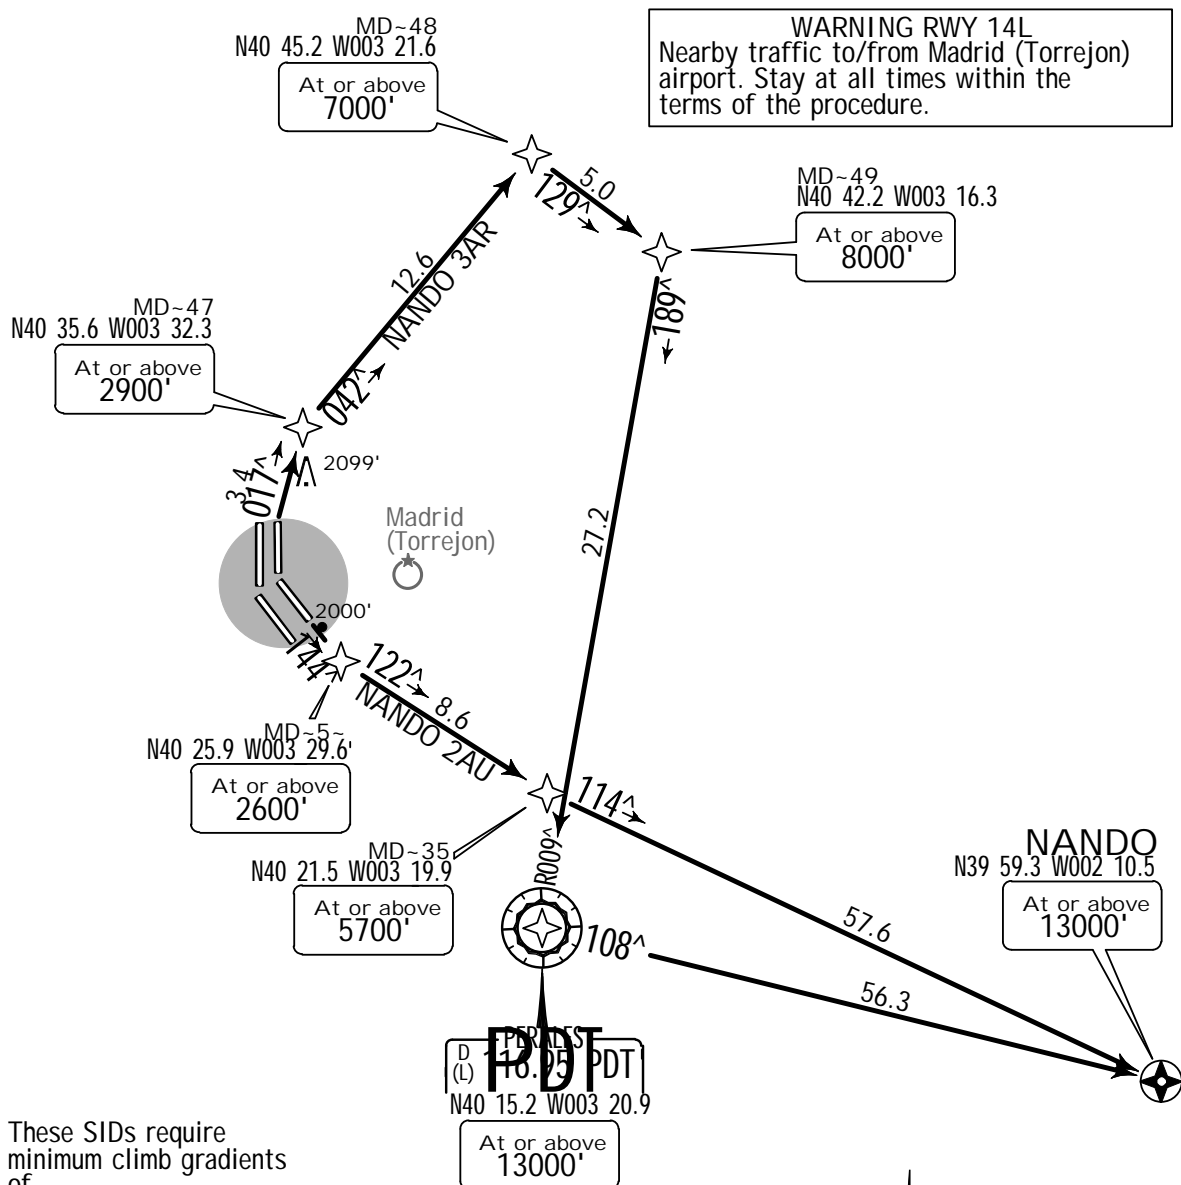 MD~48
N40 45.2 W003 21.6
At or above
7000'
WARNING RWY 14L
Nearby traffic to/from Madrid (Torrejon)
airport. Stay at all times within the
terms of the procedure.
129^
5.0
MD~49
N40 42.2 W003 16.3
At or above
8000'
12.6
NANDO 3AR
042^
189^
MD~47
N40 35.6 W003 32.3
At or above
2900'
3.4
017^
2099'
Madrid
(Torrejon)
27.2
2000'
144^
122^
8.6
NANDO 2AU
MD~5~
N40 25.9 W003 29.6'
At or above
2600'
114^
MD~35
N40 21.5 W003 19.9
At or above
5700'
R009^
NANDO
N39 59.3 W002 10.5
At or above
13000'
57.6
108^
56.3
PERALES
D
(L)
116.95 PDT
PDT
N40 15.2 W003 20.9
At or above
13000'
These SIDs require
minimum climb gradients
of